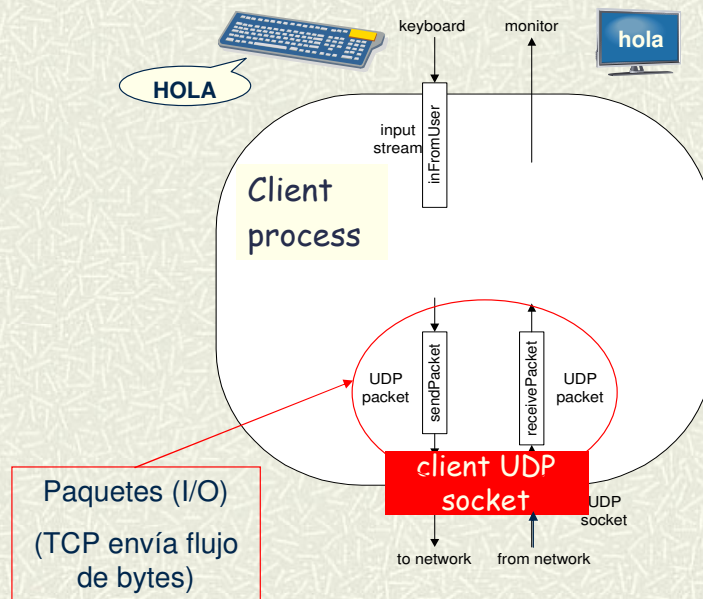 keyboard
monitor
hola
HOLA
input
stream
inFromUser
Client
process
UDP
packet
sendPacket
receivePacket
UDP
packet
client UDP
socket
UDP
socket
Paquetes (I/O)
(TCP envía flujo
de bytes)
to network
from network